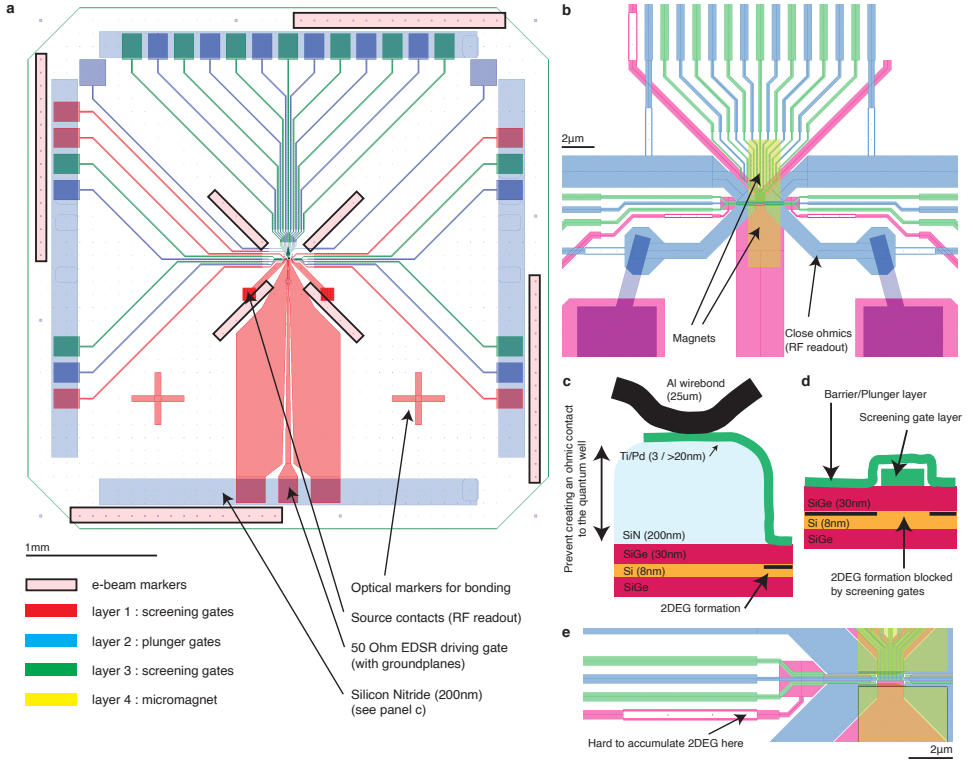 a
1mm
e-beam markers
layer 1 : screening gates
layer 2 : plunger gates
layer 3 : screening gates
layer 4 : micromagnet
Optical markers for bonding
Source contacts (RF readout)
50 Ohm EDSR driving gate
(with groundplanes)
Silicon Nitride (200nm)
(see panel c)
b
2μm
Magnets
Close ohmics
(RF readout)
c
Al wirebond
(25um)
Prevent creating an ohmic contact
to the quantum well
Ti/Pd (3 / >20nm)
SiN (200nm)
SiGe (30nm)
Si (8nm)
SiGe
2DEG formation
d
Barrier/Plunger layer
Screening gate layer
SiGe (30nm)
Si (8nm)
SiGe
2DEG formation blocked
by screening gates
e
Hard to accumulate 2DEG here
2μm